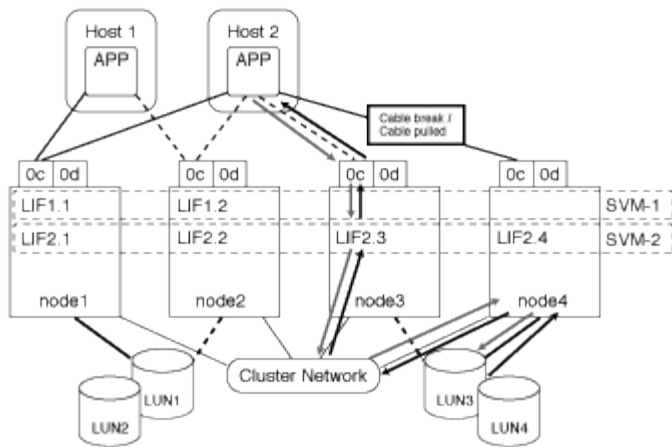 Host 1
Host 2
APP
APP
Cable break /
Cable pulled
0c 0d
0c 0d
0c 0d
0c 0d
LIF1.1
LIF1.2
SVM-1
LIF2.1
LIF2.2
LIF2.3
LIF2.4
SVM-2
node1
node2
node3
node4
Cluster Network
LUN1
LUN2
LUN3
LUN4